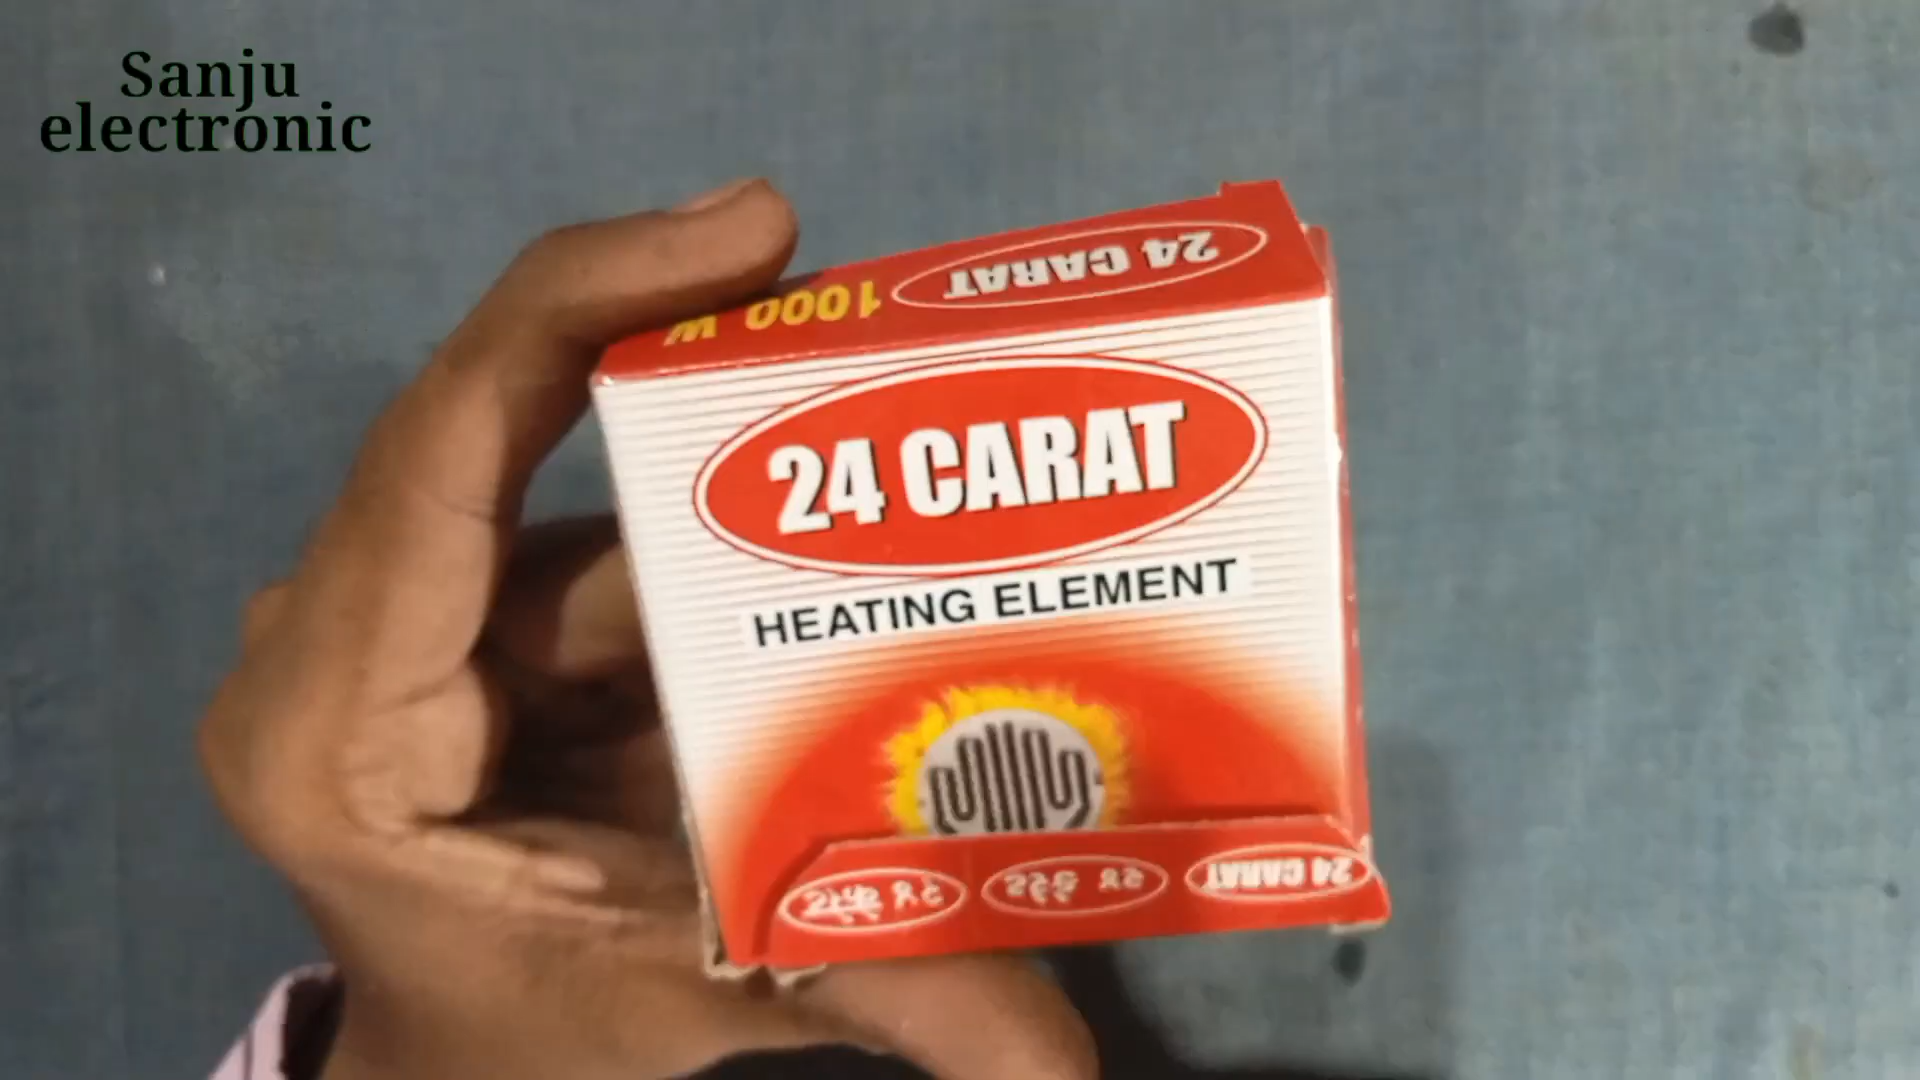 Sanju
electronic
24 CARAT
1000 W
24 CARAT
HEATING ELEMENT
24 CARAT